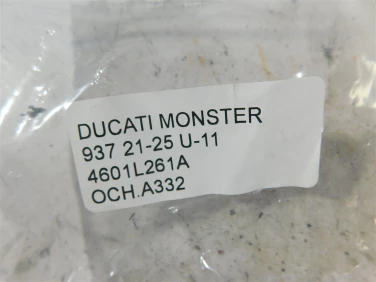 DUCATI MONSTER
937 21-25 U-11
4601L261A
OCH.A332